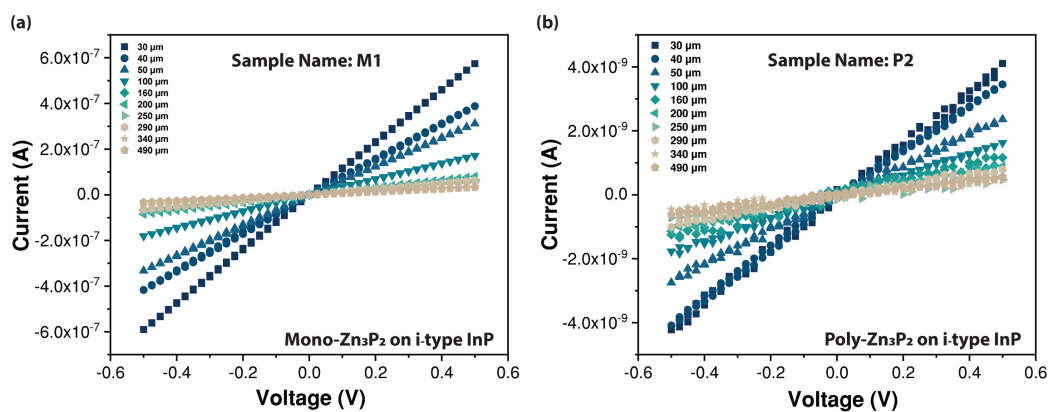 (a)
30 µm
40 µm
50 µm
100 µm
160 µm
200 µm
250 µm
290 µm
340 µm
490 µm
Sample Name: M1
6.0x10⁻⁷
4.0x10⁻⁷
2.0x10⁻⁷
0.0
-2.0x10⁻⁷
-4.0x10⁻⁷
-6.0x10⁻⁷
Current (A)
Mono-Zn₃P₂ on i-type InP
-0.6 -0.4 -0.2 0.0 0.2 0.4 0.6
Voltage (V)
(b)
30 µm
40 µm
50 µm
100 µm
160 µm
200 µm
250 µm
290 µm
340 µm
490 µm
Sample Name: P2
4.0x10⁻⁹
2.0x10⁻⁹
0.0
-2.0x10⁻⁹
-4.0x10⁻⁹
Current (A)
Poly-Zn₃P₂ on i-type InP
-0.6 -0.4 -0.2 0.0 0.2 0.4 0.6
Voltage (V)